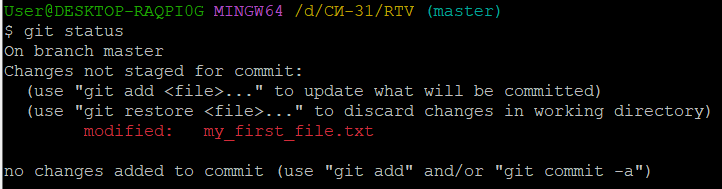 User@DESKTOP-RAQPI0G MINGW64 /d/СИ-31/RTV (master)
$ git status
On branch master
Changes not staged for commit:
  (use "git add <file>..." to update what will be committed)
  (use "git restore <file>..." to discard changes in working directory)
        modified:   my_first_file.txt

no changes added to commit (use "git add" and/or "git commit -a")